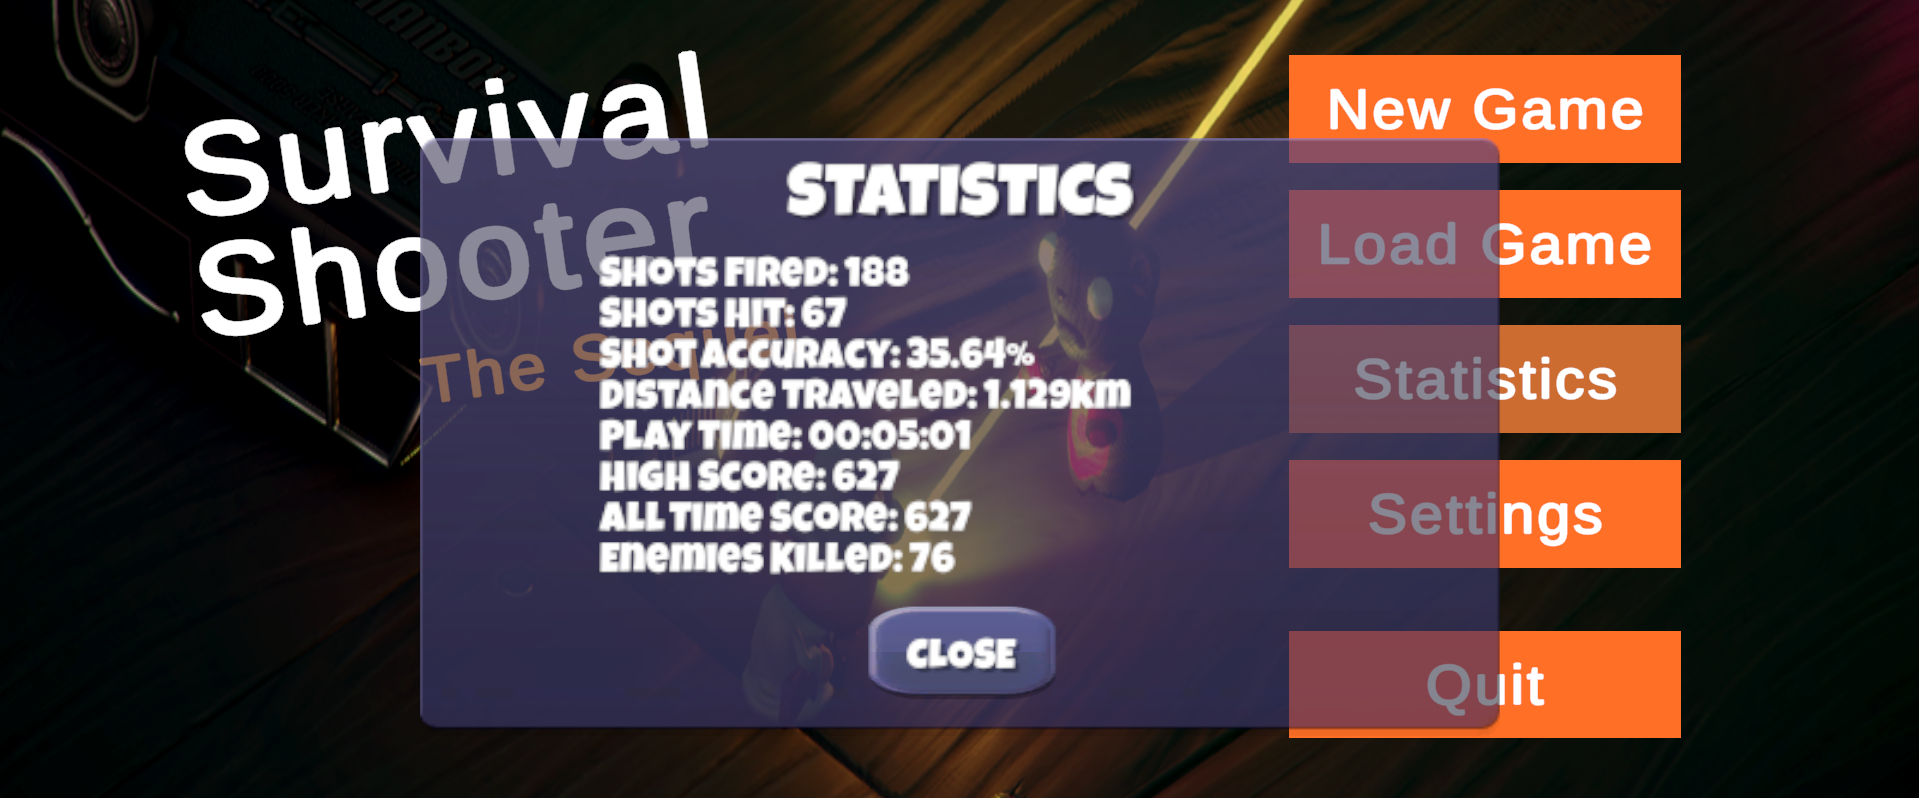 Survival
Shooter
The Sequel
STATISTICS
SHOTS FIRED: 188
SHOTS HIT: 67
SHOT ACCURACY: 35.64%
DISTANCE TRAVELED: 1.129KM
PLAY TIME: 00:05:01
HIGH SCORE: 627
ALL TIME SCORE: 627
ENEMIES KILLED: 76
CLOSE
New Game
Load Game
Statistics
Settings
Quit